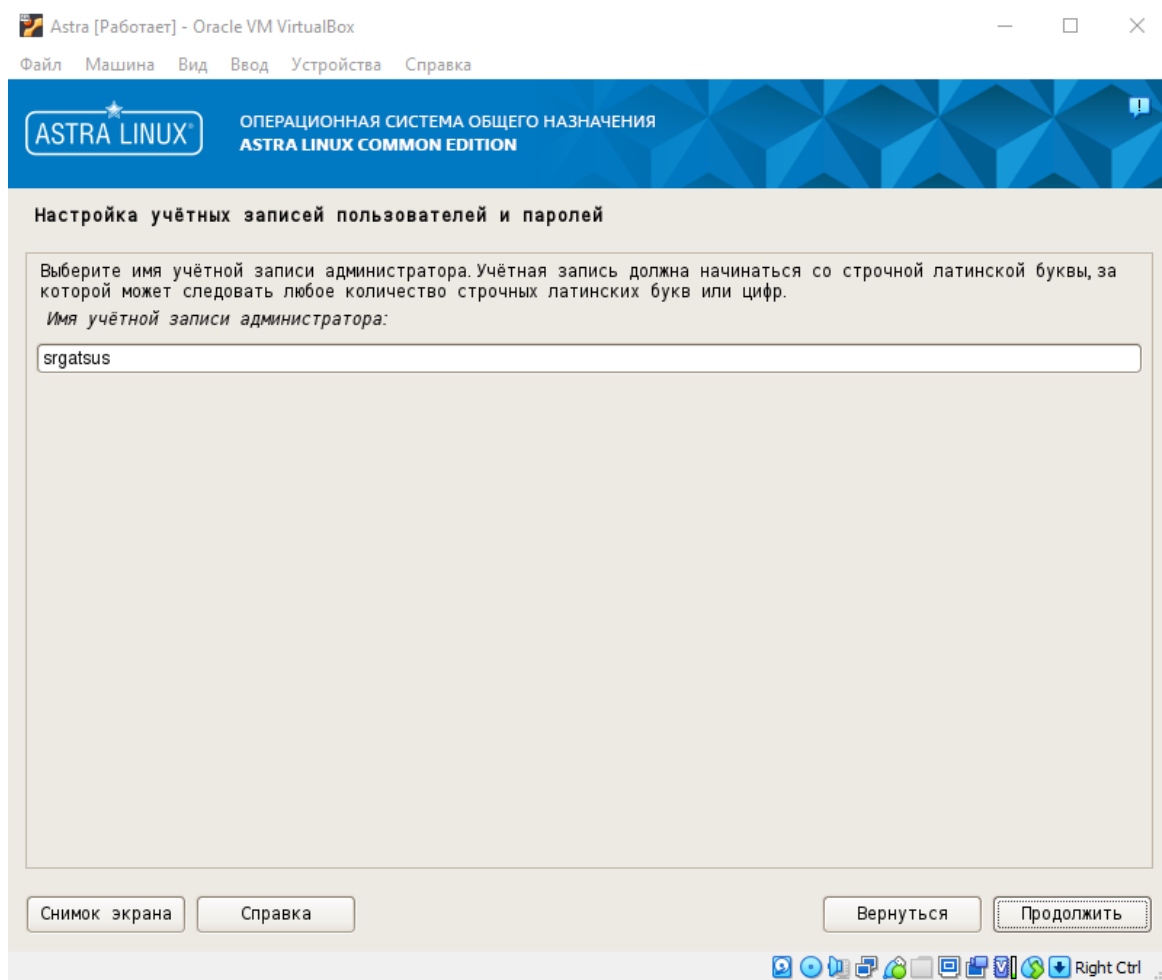 Astra [Работает] - Oracle VM VirtualBox
Файл Машина Вид Ввод Устройства Справка
ASTRA LINUX®
ОПЕРАЦИОННАЯ СИСТЕМА ОБЩЕГО НАЗНАЧЕНИЯ
ASTRA LINUX COMMON EDITION
Настройка учётных записей пользователей и паролей
Выберите имя учётной записи администратора. Учётная запись должна начинаться со строчной латинской буквы, за
которой может следовать любое количество строчных латинских букв или цифр.
Имя учётной записи администратора:
srgatsus
Снимок экрана Справка Вернуться Продолжить
Right Ctrl